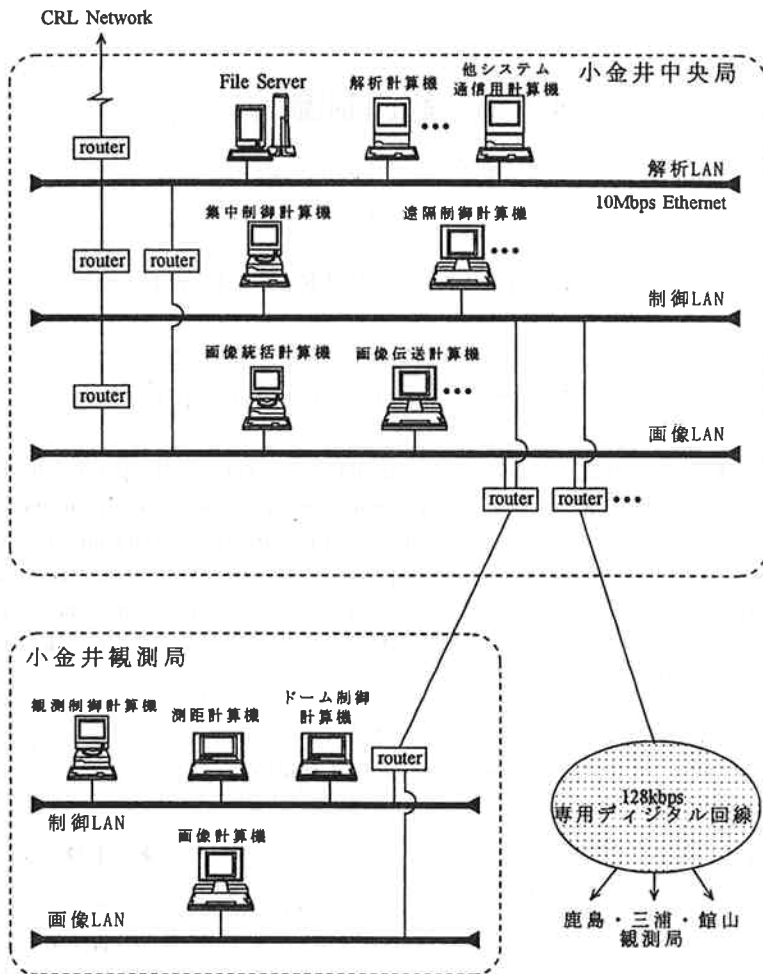 CRL Network
小金井中央局
File Server
解析計算機
他システム
通信用計算機
router
解析LAN
10Mbps Ethernet
集中制御計算機
遠隔制御計算機
router
router
制御LAN
画像統括計算機
画像伝送計算機
router
画像LAN
router
router
小金井観測局
観測制御計算機
測距計算機
ドーム制御
計算機
router
制御LAN
画像計算機
画像LAN
128kbps
専用ディジタル回線
鹿島・三浦・館山
観測局